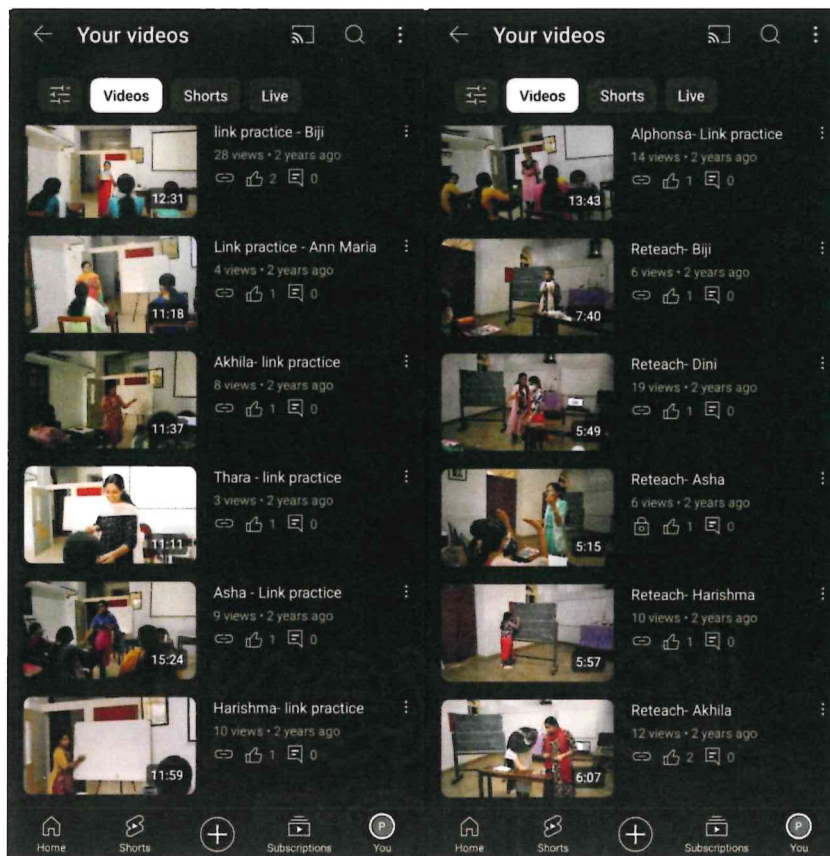 Your videos
Videos Shorts Live
link practice - Biji
28 views • 2 years ago
2 0
12:31
Link practice - Ann Maria
4 views • 2 years ago
1 0
11:18
Akhila- link practice
8 views • 2 years ago
1 0
11:37
Thara - link practice
3 views • 2 years ago
1 0
11:11
Asha - Link practice
9 views • 2 years ago
1 0
15:24
Harishma- link practice
10 views • 2 years ago
1 0
11:59
Home Shorts Subscriptions P You
Your videos
Videos Shorts Live
Alphonsa- Link practice
14 views • 2 years ago
1 0
13:43
Reteach- Biji
6 views • 2 years ago
1 0
7:40
Reteach- Dini
19 views • 2 years ago
1 0
5:49
Reteach- Asha
6 views • 2 years ago
1 0
5:15
Reteach- Harishma
10 views • 2 years ago
1 0
5:57
Reteach- Akhila
12 views • 2 years ago
2 0
6:07
Home Shorts Subscriptions P You